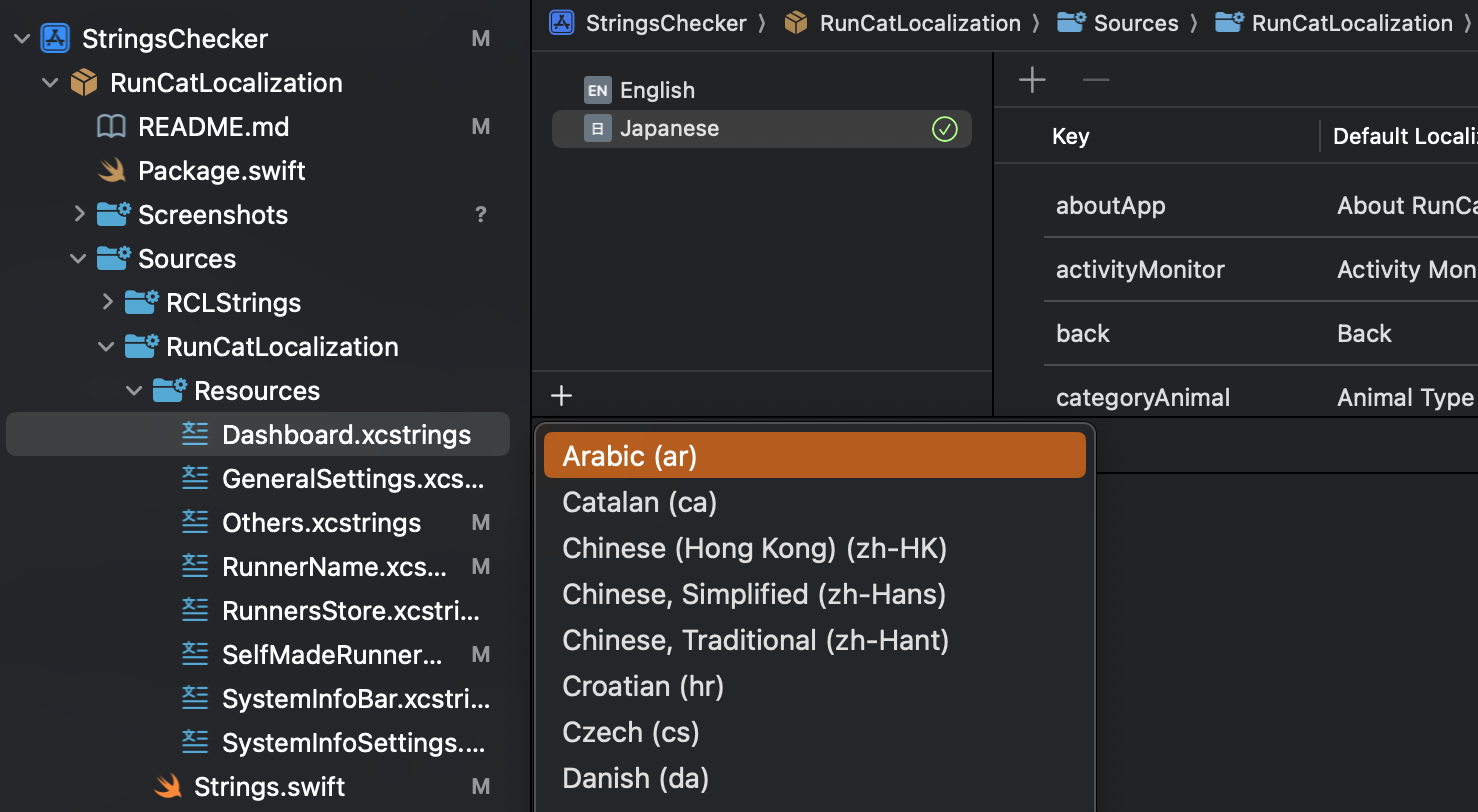 StringsChecker M
RunCatLocalization
README.md M
Package.swift
Screenshots ?
Sources
RCLStrings
RunCatLocalization
Resources
Dashboard.xcstrings
GeneralSettings.xcs...
Others.xcstrings M
RunnerName.xcs... M
RunnersStore.xcstri...
SelfMadeRunner... M
SystemInfoBar.xcstri...
SystemInfoSettings....
Strings.swift M
StringsChecker 〉 RunCatLocalization 〉 Sources 〉 RunCatLocalization 〉
EN English
日 Japanese
Key Default Locali
aboutApp About RunCa
activityMonitor Activity Mon
back Back
categoryAnimal Animal Type
Arabic (ar)
Catalan (ca)
Chinese (Hong Kong) (zh-HK)
Chinese, Simplified (zh-Hans)
Chinese, Traditional (zh-Hant)
Croatian (hr)
Czech (cs)
Danish (da)